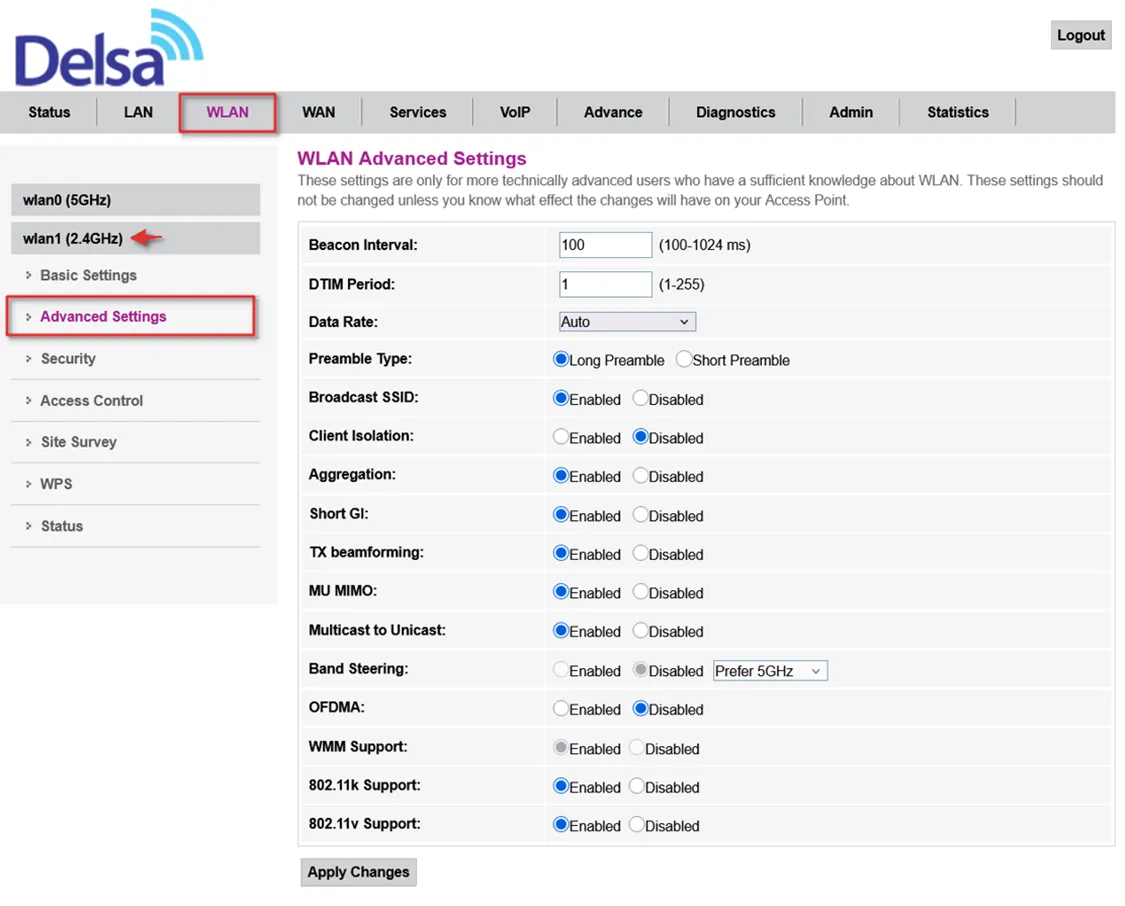 Delsa
Logout
Status LAN WLAN WAN Services VoIP Advance Diagnostics Admin Statistics
wlan0 (5GHz)
wlan1 (2.4GHz)
Basic Settings
Advanced Settings
Security
Access Control
Site Survey
WPS
Status
WLAN Advanced Settings
These settings are only for more technically advanced users who have a sufficient knowledge about WLAN. These settings should
not be changed unless you know what effect the changes will have on your Access Point.
Beacon Interval: 100 (100-1024 ms)
DTIM Period: 1 (1-255)
Data Rate: Auto
Preamble Type: Long Preamble Short Preamble
Broadcast SSID: Enabled Disabled
Client Isolation: Enabled Disabled
Aggregation: Enabled Disabled
Short GI: Enabled Disabled
TX beamforming: Enabled Disabled
MU MIMO: Enabled Disabled
Multicast to Unicast: Enabled Disabled
Band Steering: Enabled Disabled Prefer 5GHz
OFDMA: Enabled Disabled
WMM Support: Enabled Disabled
802.11k Support: Enabled Disabled
802.11v Support: Enabled Disabled
Apply Changes